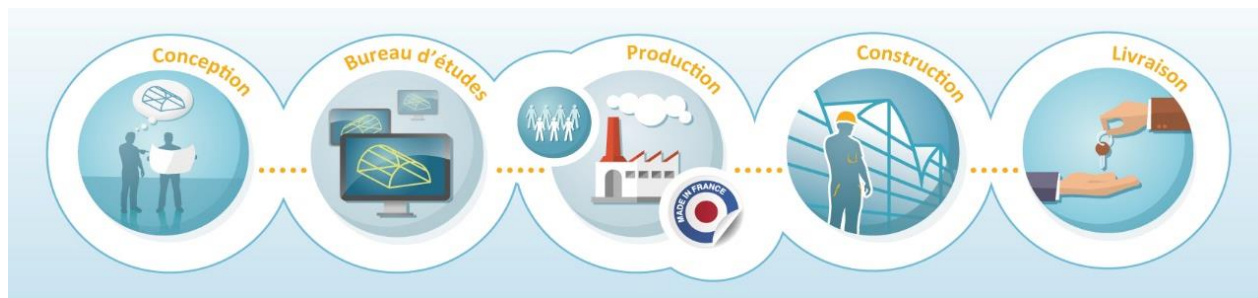 Conception
Bureau d'études
Production
MADE IN FRANCE
Construction
Livraison